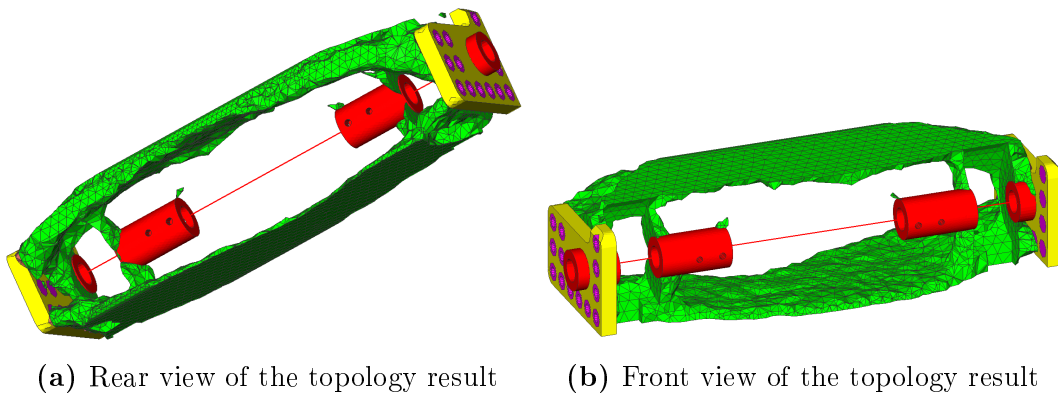 (a) Rear view of the topology result
(b) Front view of the topology result